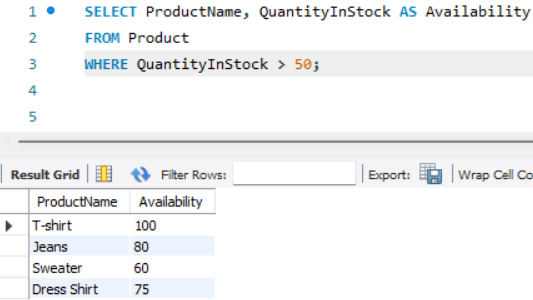 1 SELECT ProductName, QuantityInStock AS Availability
2 FROM Product
3 WHERE QuantityInStock > 50;
4
5
Result Grid Filter Rows: Export: Wrap Cell Co
ProductName Availability
T-shirt 100
Jeans 80
Sweater 60
Dress Shirt 75